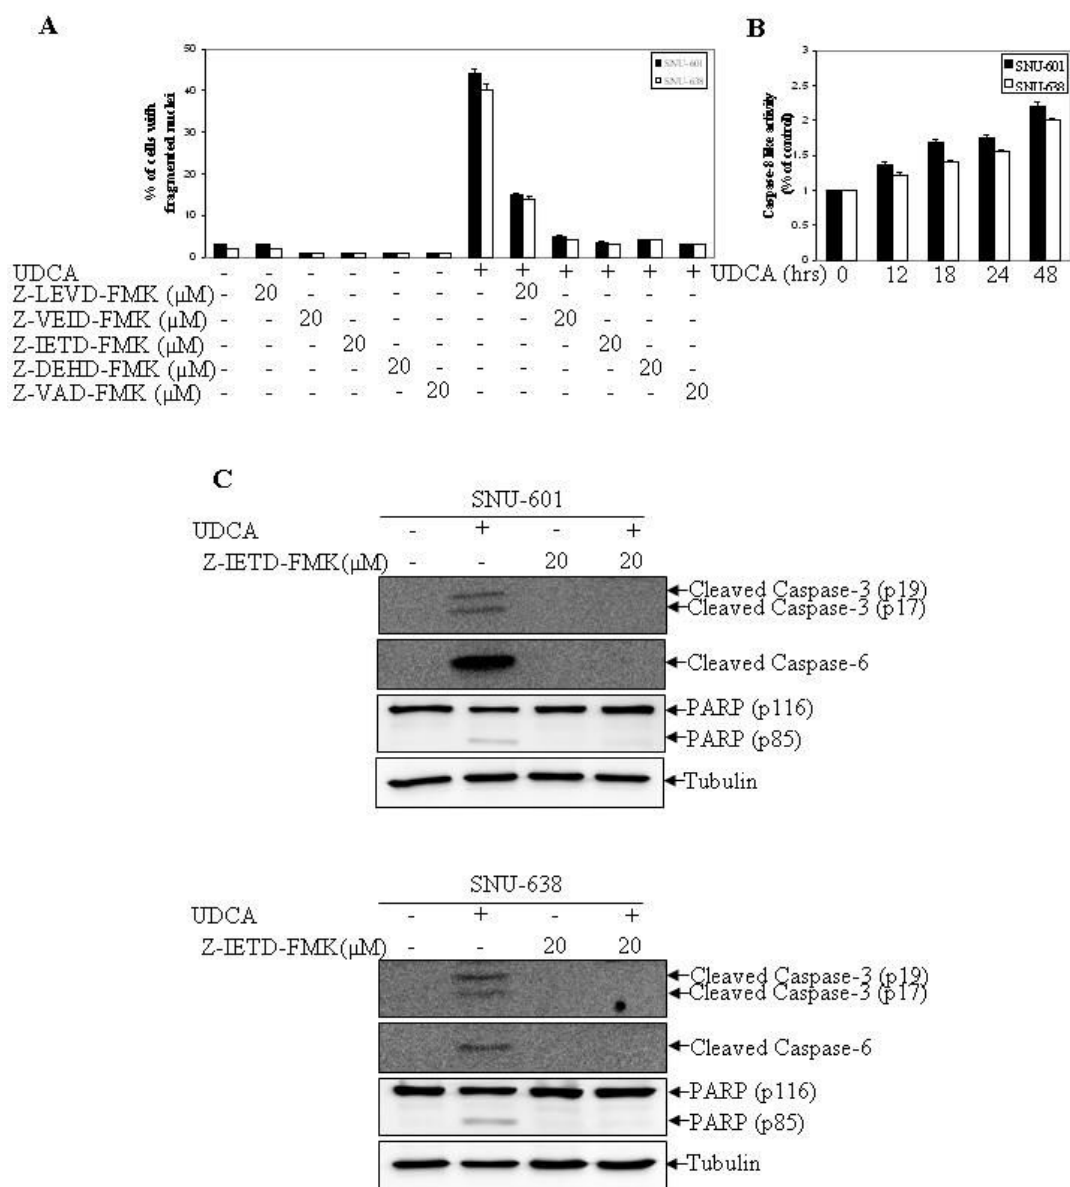 A
% of cells with
fragmented nuclei
50
40
30
20
10
0
SNU-601
SNU-638
UDCA - - - - - - + + + + + +
Z-LEVD-FMK (μM) - 20 - - - - - 20 - - - -
Z-VEID-FMK (μM) - - 20 - - - - - 20 - - -
Z-IETD-FMK (μM) - - - 20 - - - - - 20 - -
Z-DEHD-FMK (μM) - - - - 20 - - - - - 20 -
Z-VAD-FMK (μM) - - - - - 20 - - - - - 20
B
Caspase-8 like activity
(% of control)
3
2.5
2
1.5
1
0.5
0
SNU-601
SNU-638
UDCA (hrs) 0 12 18 24 48
C
SNU-601
UDCA - + - +
Z-IETD-FMK(μM) - - 20 20
Cleaved Caspase-3 (p19)
Cleaved Caspase-3 (p17)
Cleaved Caspase-6
PARP (p116)
PARP (p85)
Tubulin
SNU-638
UDCA - + - +
Z-IETD-FMK(μM) - - 20 20
Cleaved Caspase-3 (p19)
Cleaved Caspase-3 (p17)
Cleaved Caspase-6
PARP (p116)
PARP (p85)
Tubulin